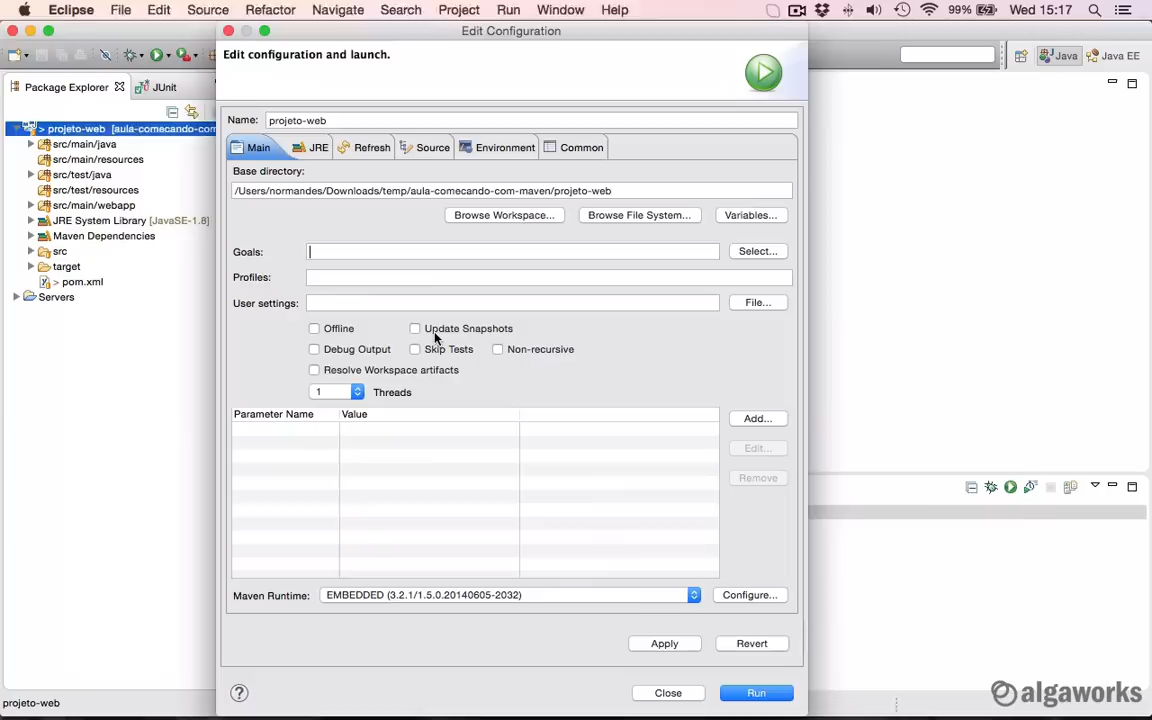 Eclipse File Edit Source Refactor Navigate Search Project Run Window Help 99% Wed 15:17
Edit Configuration
Edit configuration and launch.
Java Java EE
Package Explorer JUnit
Name: projeto-web
> projeto-web [aula-comecando-com
src/main/java
src/main/resources
src/test/java
src/test/resources
src/main/webapp
JRE System Library [JavaSE-1.8]
Maven Dependencies
src
target
> pom.xml
Servers
Main JRE Refresh Source Environment Common
Base directory:
/Users/normandes/Downloads/temp/aula-comecando-com-maven/projeto-web
Browse Workspace... Browse File System... Variables...
Goals: Select...
Profiles:
User settings: File...
Offline Update Snapshots
Debug Output Skip Tests Non-recursive
Resolve Workspace artifacts
1 Threads
Parameter Name Value
Add...
Edit...
Remove
Maven Runtime: EMBEDDED (3.2.1/1.5.0.20140605-2032) Configure...
Apply Revert
? Close Run
projeto-web
algaworks